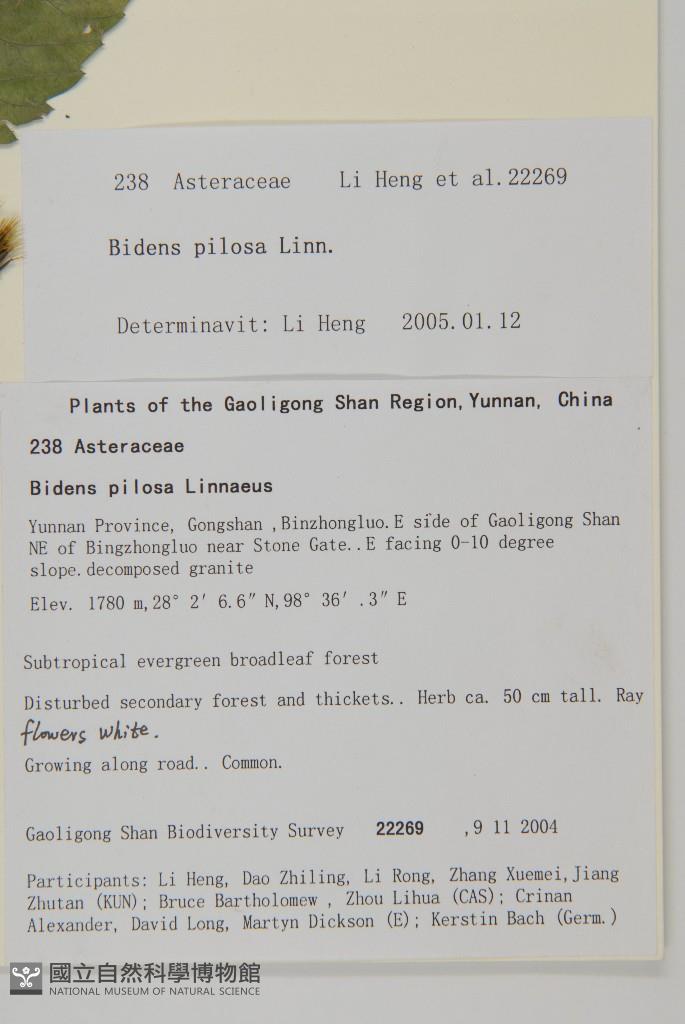 238 Asteraceae Li Heng et al.22269
Bidens pilosa Linn.
Determinavit: Li Heng 2005.01.12
Plants of the Gaoligong Shan Region,Yunnan, China
238 Asteraceae
Bidens pilosa Linnaeus
Yunnan Province, Gongshan ,Binzhongluo.E side of Gaoligong Shan
NE of Bingzhongluo near Stone Gate..E facing 0-10 degree
slope.decomposed granite
Elev. 1780 m,28° 2′ 6.6″ N,98° 36′ .3″ E
Subtropical evergreen broadleaf forest
Disturbed secondary forest and thickets.. Herb ca. 50 cm tall. Ray
flowers white.
Growing along road.. Common.
Gaoligong Shan Biodiversity Survey 22269 ,9 11 2004
Participants: Li Heng, Dao Zhiling, Li Rong, Zhang Xuemei,Jiang
Zhutan (KUN); Bruce Bartholomew , Zhou Lihua (CAS); Crinan
Alexander, David Long, Martyn Dickson (E); Kerstin Bach (Germ.)
國立自然科學博物館
NATIONAL MUSEUM OF NATURAL SCIENCE